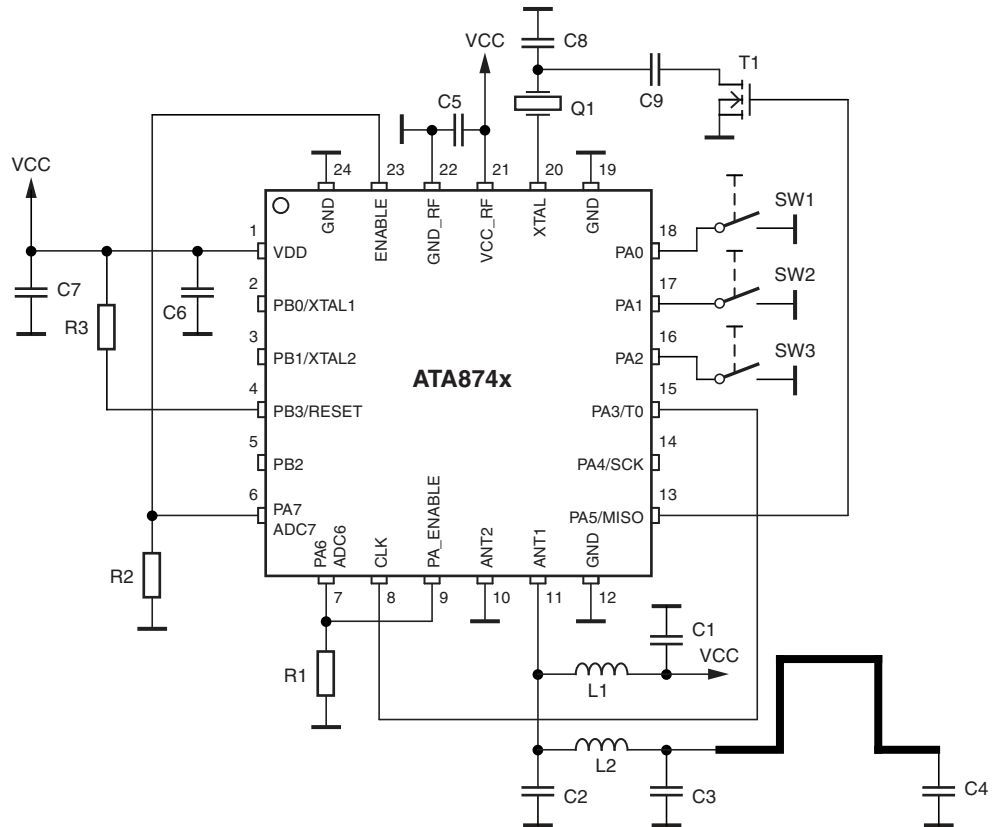 C8
T1
VCC
C5
Q1
C9
VCC
24
23
22
21
20
19
GND
ENABLE
GND_RF
VCC_RF
XTAL
GND
18
SW1
1
VDD
PA0
C7
C6
R3
2
PB0/XTAL1
17
PA1
SW2
3
PB1/XTAL2
16
PA2
SW3
ATA874x
4
PB3/RESET
15
PA3/T0
5
PB2
14
PA4/SCK
6
PA7
ADC7
13
PA5/MISO
PA6
ADC6
CLK
PA_ENABLE
ANT2
ANT1
GND
R2
7
8
9
10
11
12
C1
VCC
R1
L1
L2
C2
C3
C4